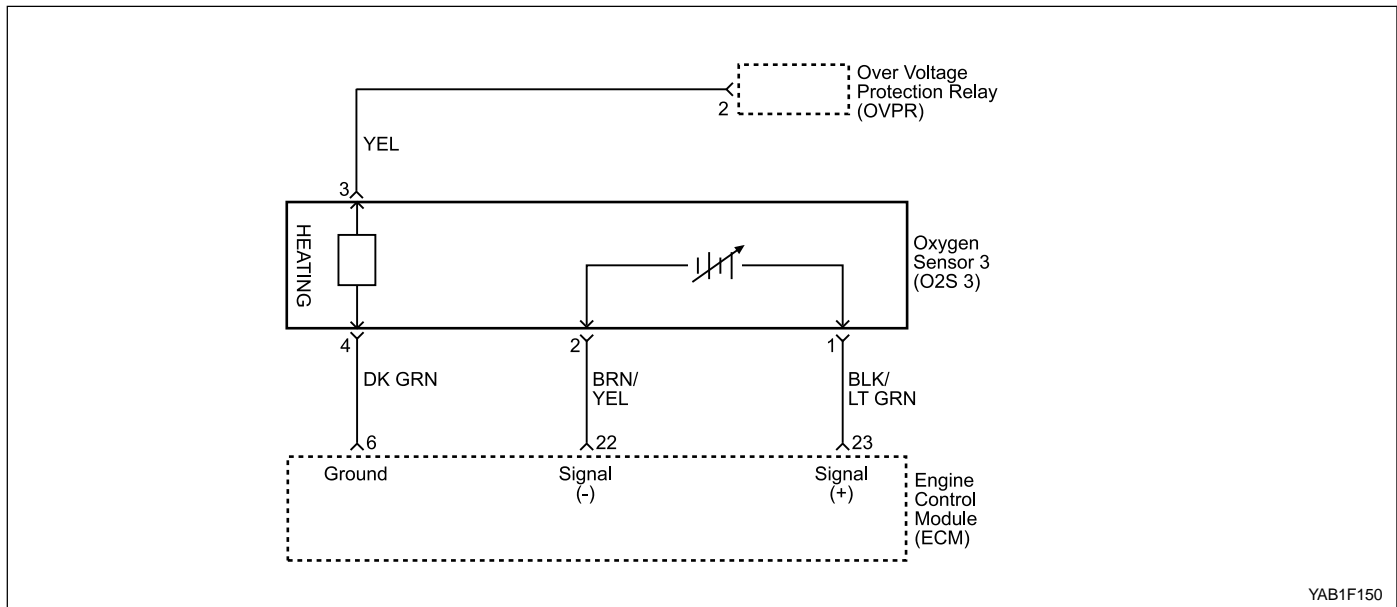 Over Voltage
Protection Relay
(OVPR)
2
YEL
3
HEATING
Oxygen
Sensor 3
(O2S 3)
4
2
1
DK GRN
BRN/
YEL
BLK/
LT GRN
6
22
23
Ground
Signal
(-)
Signal
(+)
Engine
Control
Module
(ECM)
YAB1F150